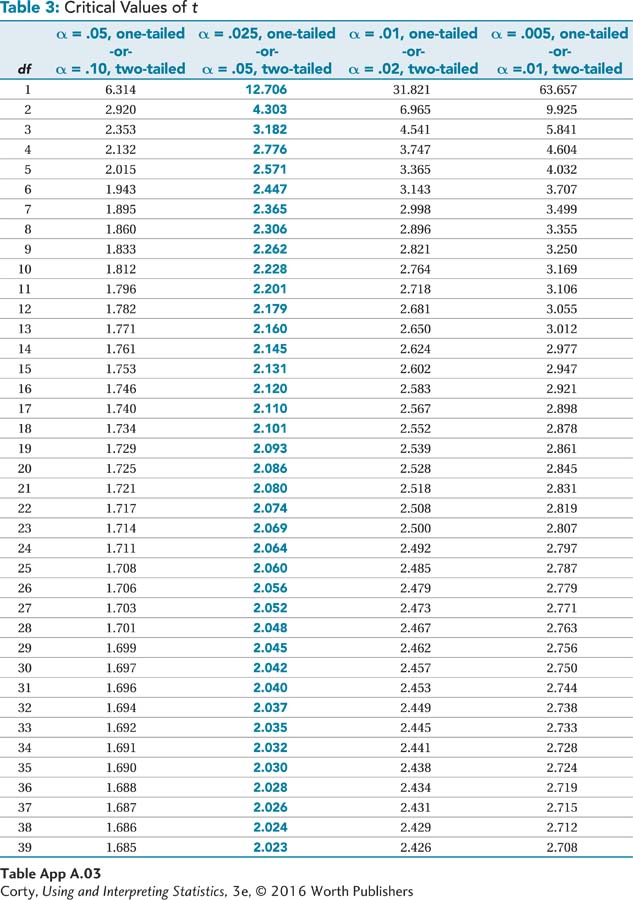 Table 3: Critical Values of t
α = .05, one-tailed α = .025, one-tailed α = .01, one-tailed α = .005, one-tailed
-or- -or- -or- -or-
df α = .10, two-tailed α = .05, two-tailed α = .02, two-tailed α =.01, two-tailed
1 6.314 12.706 31.821 63.657
2 2.920 4.303 6.965 9.925
3 2.353 3.182 4.541 5.841
4 2.132 2.776 3.747 4.604
5 2.015 2.571 3.365 4.032
6 1.943 2.447 3.143 3.707
7 1.895 2.365 2.998 3.499
8 1.860 2.306 2.896 3.355
9 1.833 2.262 2.821 3.250
10 1.812 2.228 2.764 3.169
11 1.796 2.201 2.718 3.106
12 1.782 2.179 2.681 3.055
13 1.771 2.160 2.650 3.012
14 1.761 2.145 2.624 2.977
15 1.753 2.131 2.602 2.947
16 1.746 2.120 2.583 2.921
17 1.740 2.110 2.567 2.898
18 1.734 2.101 2.552 2.878
19 1.729 2.093 2.539 2.861
20 1.725 2.086 2.528 2.845
21 1.721 2.080 2.518 2.831
22 1.717 2.074 2.508 2.819
23 1.714 2.069 2.500 2.807
24 1.711 2.064 2.492 2.797
25 1.708 2.060 2.485 2.787
26 1.706 2.056 2.479 2.779
27 1.703 2.052 2.473 2.771
28 1.701 2.048 2.467 2.763
29 1.699 2.045 2.462 2.756
30 1.697 2.042 2.457 2.750
31 1.696 2.040 2.453 2.744
32 1.694 2.037 2.449 2.738
33 1.692 2.035 2.445 2.733
34 1.691 2.032 2.441 2.728
35 1.690 2.030 2.438 2.724
36 1.688 2.028 2.434 2.719
37 1.687 2.026 2.431 2.715
38 1.686 2.024 2.429 2.712
39 1.685 2.023 2.426 2.708
Table App A.03
Corty, Using and Interpreting Statistics, 3e, © 2016 Worth Publishers